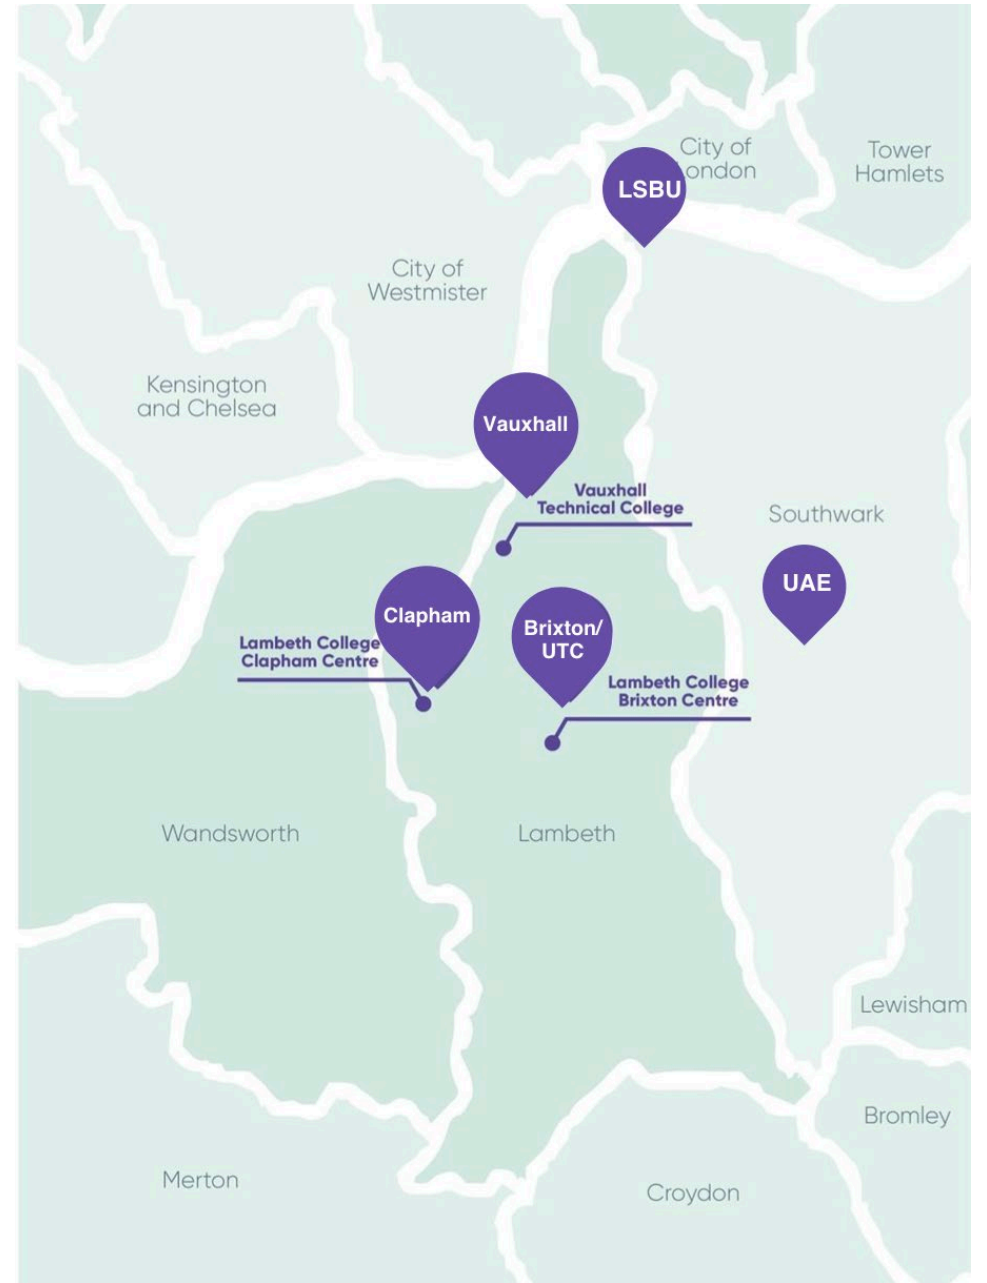 City of
ondon
Tower
Hamlets
LSBU
City of
Westmister
Kensington
and Chelsea
Vauxhall
Vauxhall
Technical College
Southwark
UAE
Clapham
Brixton/
UTC
Lambeth College
Clapham Centre
Lambeth College
Brixton Centre
Wandsworth
Lambeth
Lewisham
Bromley
Merton
Croydon